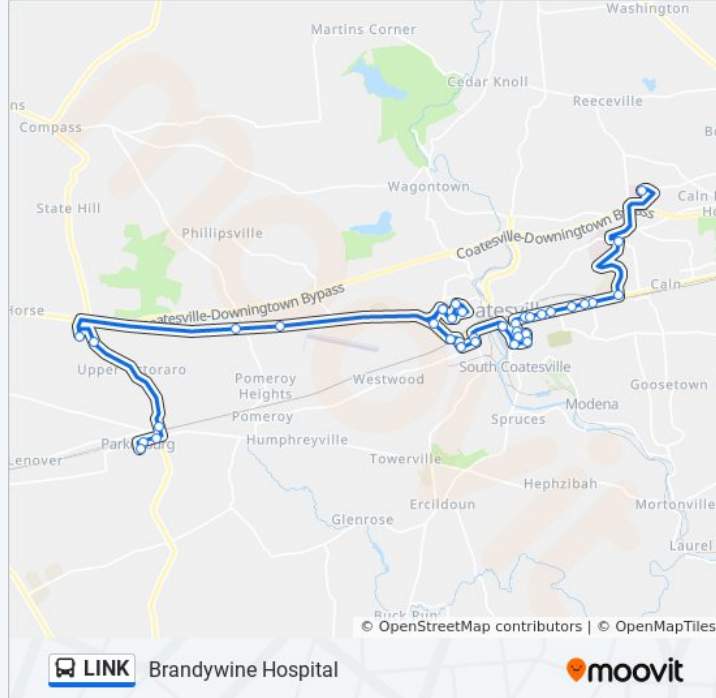 Washington
Martins Corner
Cedar Knoll
Reeceville
Compass
Wagontown
State Hill
Phillipsville
Coatesville-Downingtown Bypass
Caln
Coatesville-Downingtown Bypass
Horse
Upper
Pomeroy
Heights
Westwood
South Coatesville
Goosetown
Pomeroy
Modena
Spruces
Humphreyville
Lenover
Towerville
Hephzibah
Mortonville
Ercildoun
Glenrose
Laurel
Buck Run
© OpenStreetMap contributors | © OpenMapTiles
LINK Brandywine Hospital
moovit